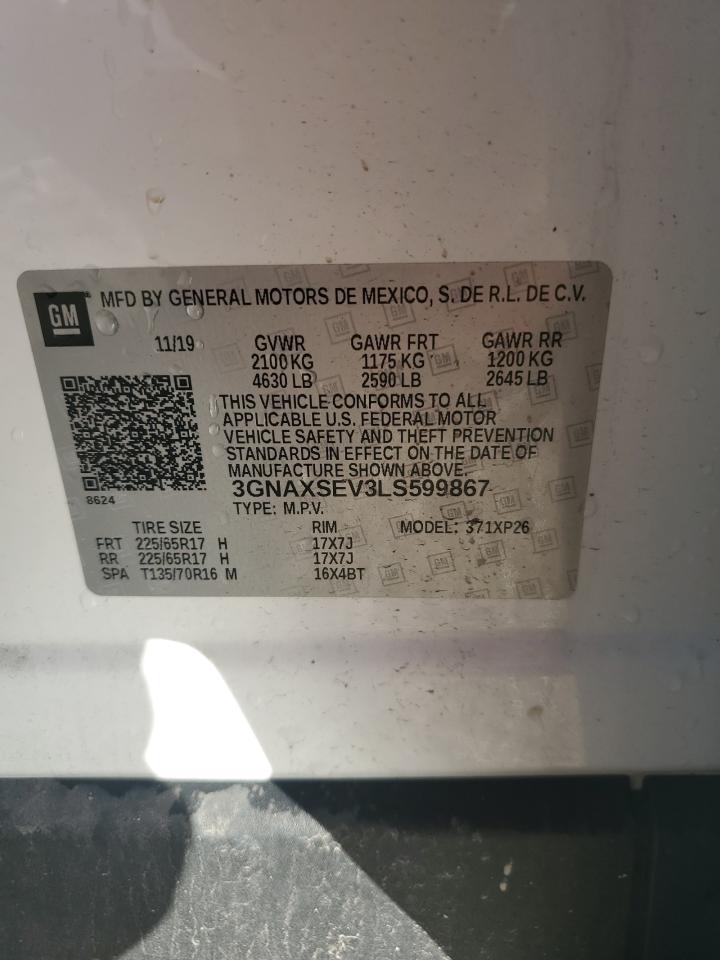 GM
MFD BY GENERAL MOTORS DE MEXICO, S. DE R.L. DE C.V.
11/19 GVWR GAWR FRT GAWR RR
2100 KG 1175 KG 1200 KG
4630 LB 2590 LB 2645 LB
THIS VEHICLE CONFORMS TO ALL
APPLICABLE U.S. FEDERAL MOTOR
VEHICLE SAFETY AND THEFT PREVENTION
STANDARDS IN EFFECT ON THE DATE OF
MANUFACTURE SHOWN ABOVE.
8624
3GNAXSEV3LS599867
TYPE: M.P.V.
TIRE SIZE RIM MODEL: 371XP26
FRT 225/65R17 H 17X7J
RR 225/65R17 H 17X7J
SPA T135/70R16 M 16X4BT